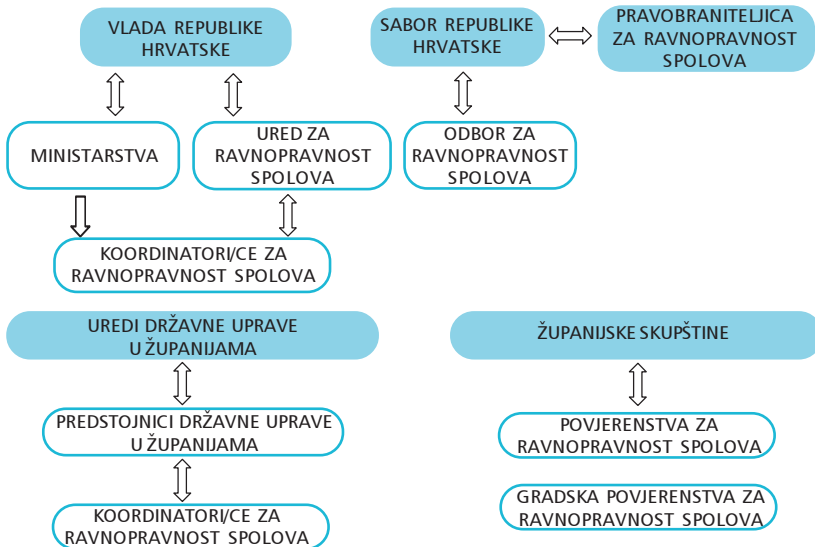 VLADA REPUBLIKE
HRVATSKE
SABOR REPUBLIKE
HRVATSKE
PRAVOBRANITELJICA
ZA RAVNOPRAVNOST
SPOLOVA
MINISTARSTVA
URED ZA
RAVNOPRAVNOST
SPOLOVA
ODBOR ZA
RAVNOPRAVNOST
SPOLOVA
KOORDINATORI/CE ZA
RAVNOPRAVNOST SPOLOVA
UREDI DRŽAVNE UPRAVE
U ŽUPANIJAMA
ŽUPANIJSKE SKUPŠTINE
PREDSTOJNICI DRŽAVNE UPRAVE
U ŽUPANIJAMA
POVJERENSTVA ZA
RAVNOPRAVNOST SPOLOVA
KOORDINATORI/CE ZA
RAVNOPRAVNOST SPOLOVA
GRADSKA POVJERENSTVA ZA
RAVNOPRAVNOST SPOLOVA